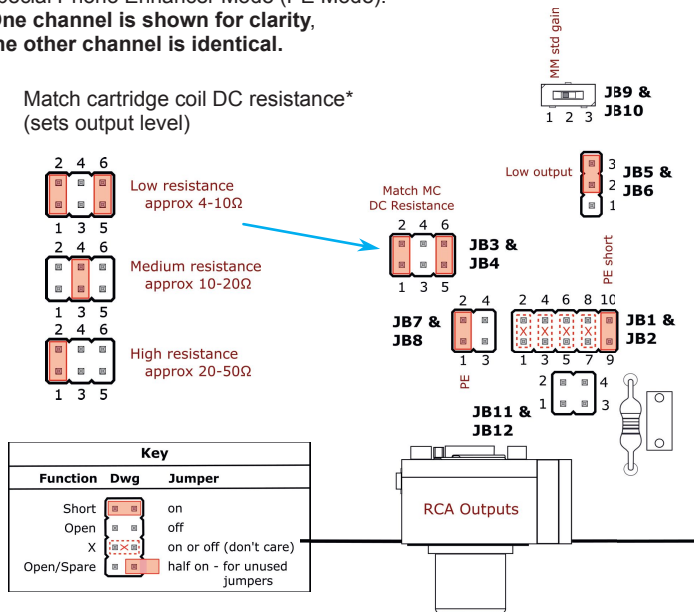 One channel is shown for clarity,
the other channel is identical.
Match cartridge coil DC resistance*
(sets output level)
MM std gain
JB9 &
JB10
1 2 3
2 4 6
Low resistance
approx 4-10Ω
1 3 5
2 4 6
Medium resistance
approx 10-20Ω
1 3 5
2 4 6
High resistance
approx 20-50Ω
1 3 5
Match MC
DC Resistance
2 4 6
JB3 &
JB4
1 3 5
Low output
3
2
1
JB5 &
JB6
PE short
2 4
JB7 &
JB8
1 3
PE
2 4 6 8 10
X X X X
JB1 &
JB2
1 3 5 7 9
2 4
1 3
JB11 &
JB12
RCA Outputs
Key
Function Dwg Jumper
Short on
Open off
X X on or off (don't care)
Open/Spare half on - for unused
jumpers